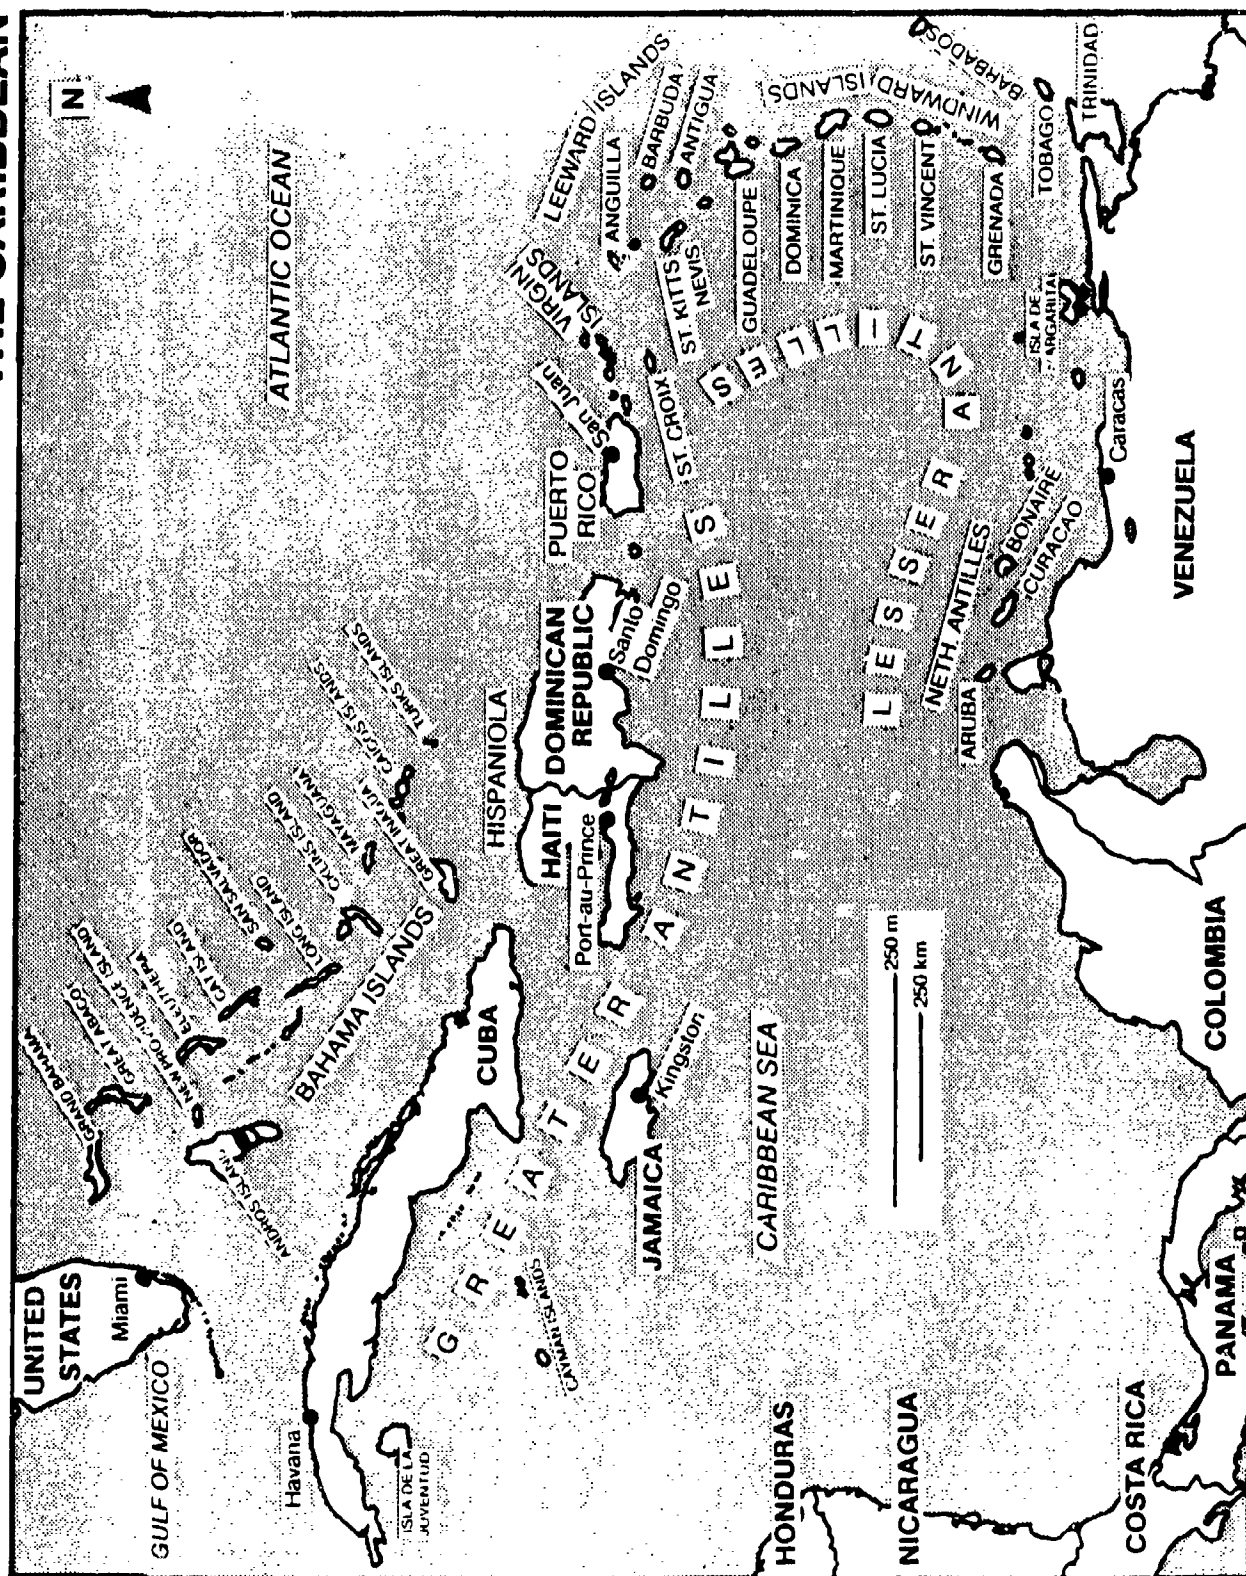 THE CARIBBEAN
N
UNITED
STATES
Miami
GULF OF MEXICO
ATLANTIC OCEAN
GRAND BAHAMA
GREAT ABACO
NEW PROVIDENCE ISLAND
ELEUTHERA
CAT ISLAND
SAN SALVADOR
LONG ISLAND
MAYAGUANA
GREAT INAGUA
CAICOS ISLANDS
TURKS ISLANDS
BAHAMA ISLANDS
Havana
ISLA DE LA
JUVENTUD
CUBA
CAYMAN ISLANDS
GREATER ANTILLES
JAMAICA
Kingston
HISPANIOLA
HAITI
Port-au-Prince
DOMINICAN
REPUBLIC
Santo
Domingo
PUERTO
RICO
San Juan
VIRGIN
ISLANDS
ST. CROIX
LEEWARD ISLANDS
ANGUILLA
BARBUDA
ANTIGUA
ST. KITTS
NEVIS
GUADELOUPE
DOMINICA
MARTINIQUE
ST. LUCIA
ST VINCENT
GRENADA
WINDWARD ISLANDS
BARBADOS
TOBAGO
TRINIDAD
LESSER ANTILLES
CARIBBEAN SEA
250 m
250 km
NETH ANTILLES
ARUBA
CURACAO
BONAIRE
ISLA DE
ARGARITA
Caracas
VENEZUELA
COLOMBIA
HONDURAS
NICARAGUA
COSTA RICA
PANAMA